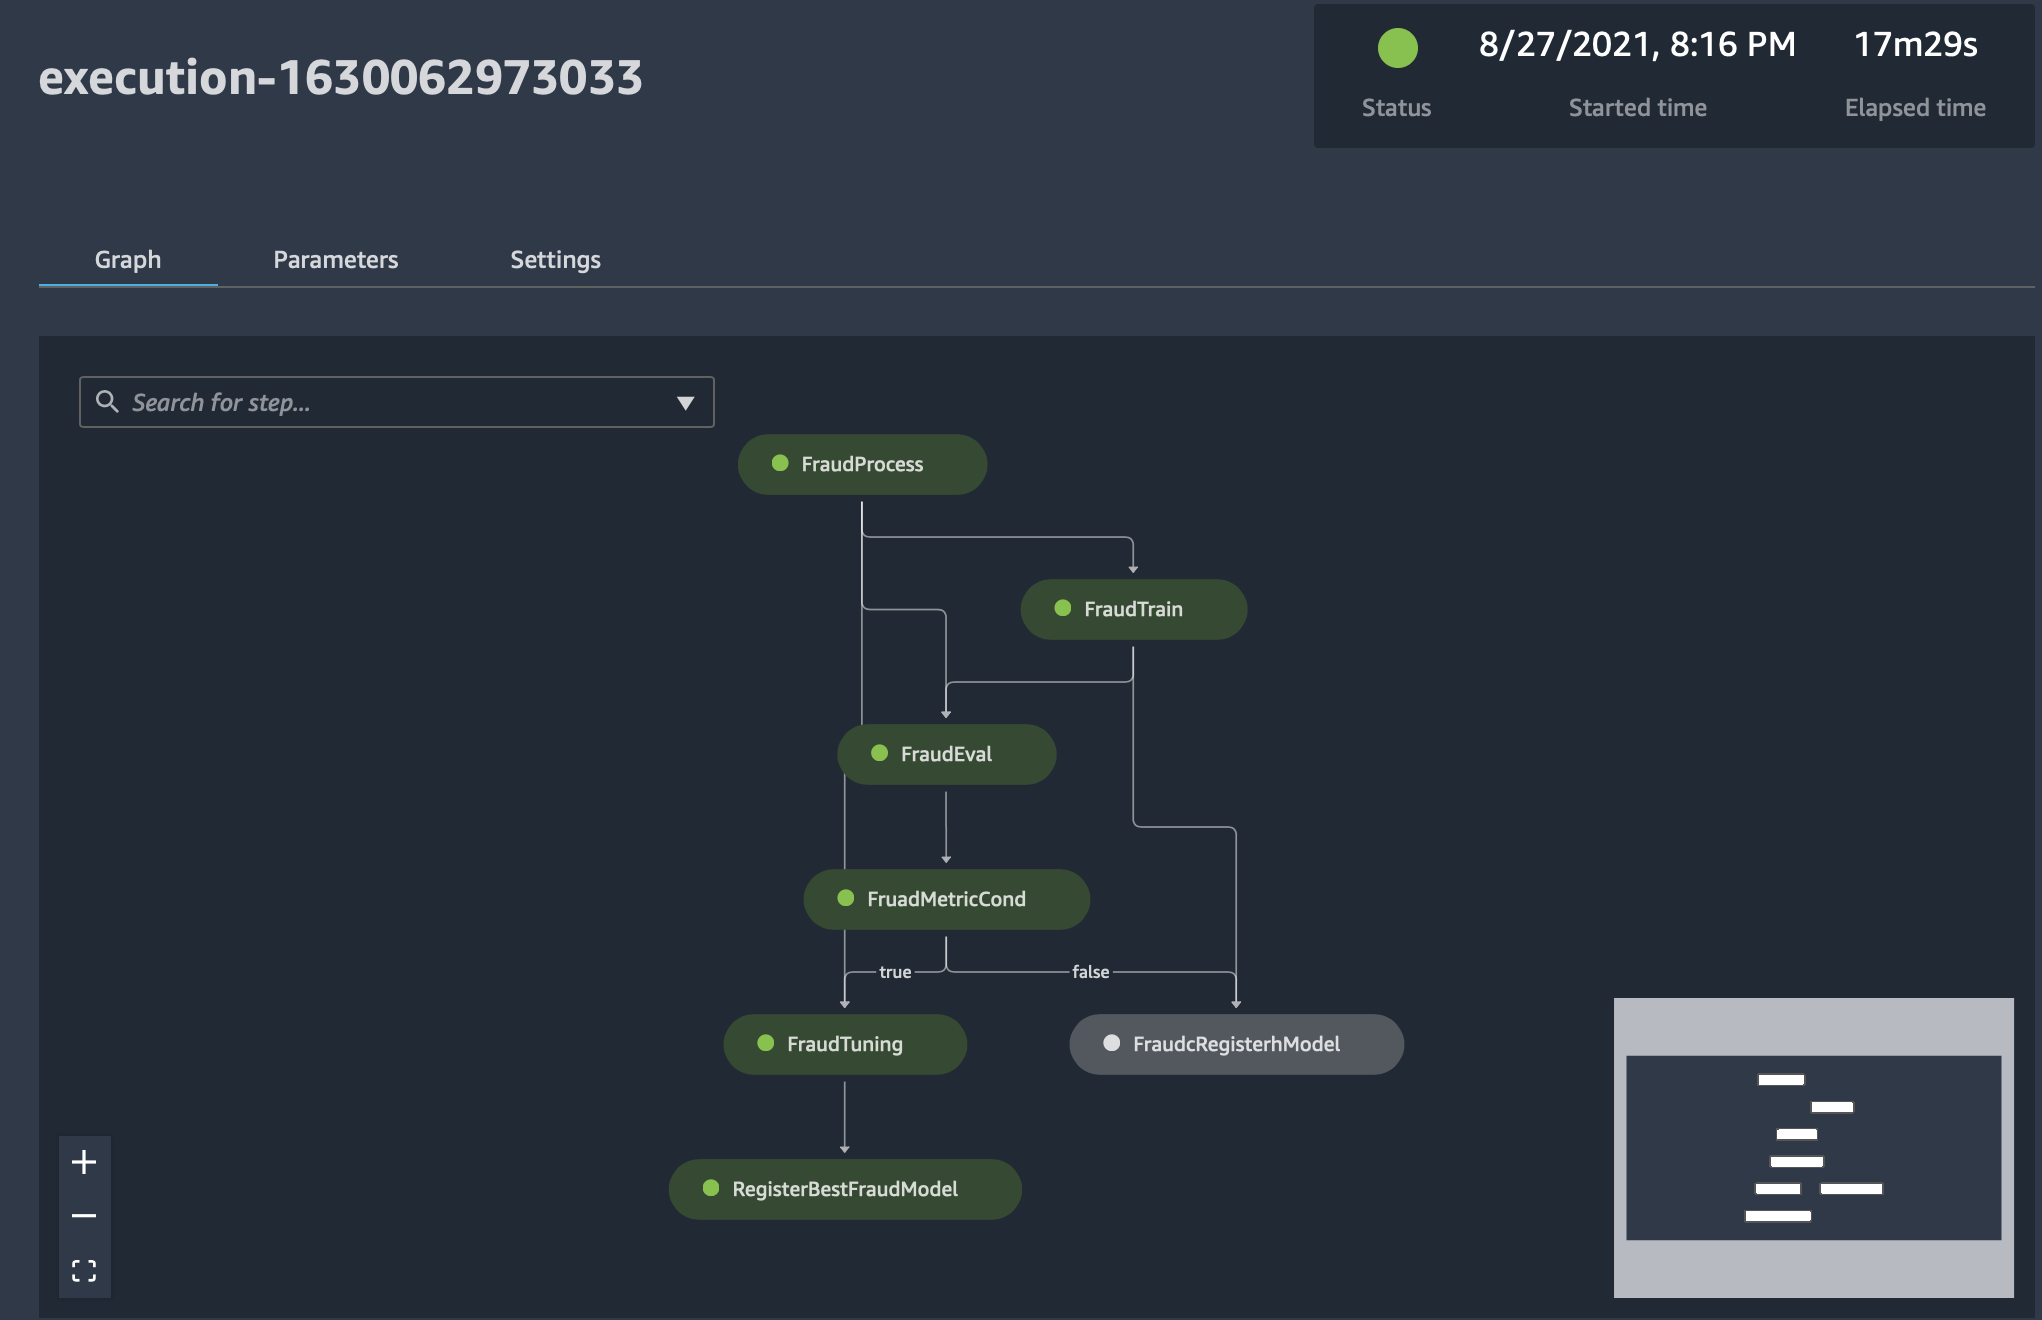 execution-1630062973033
8/27/2021, 8:16 PM
17m29s
Status
Started time
Elapsed time
Graph
Parameters
Settings
Search for step...
FraudProcess
FraudTrain
FraudEval
FruadMetricCond
true
false
FraudTuning
FraudcRegisterhModel
RegisterBestFraudModel